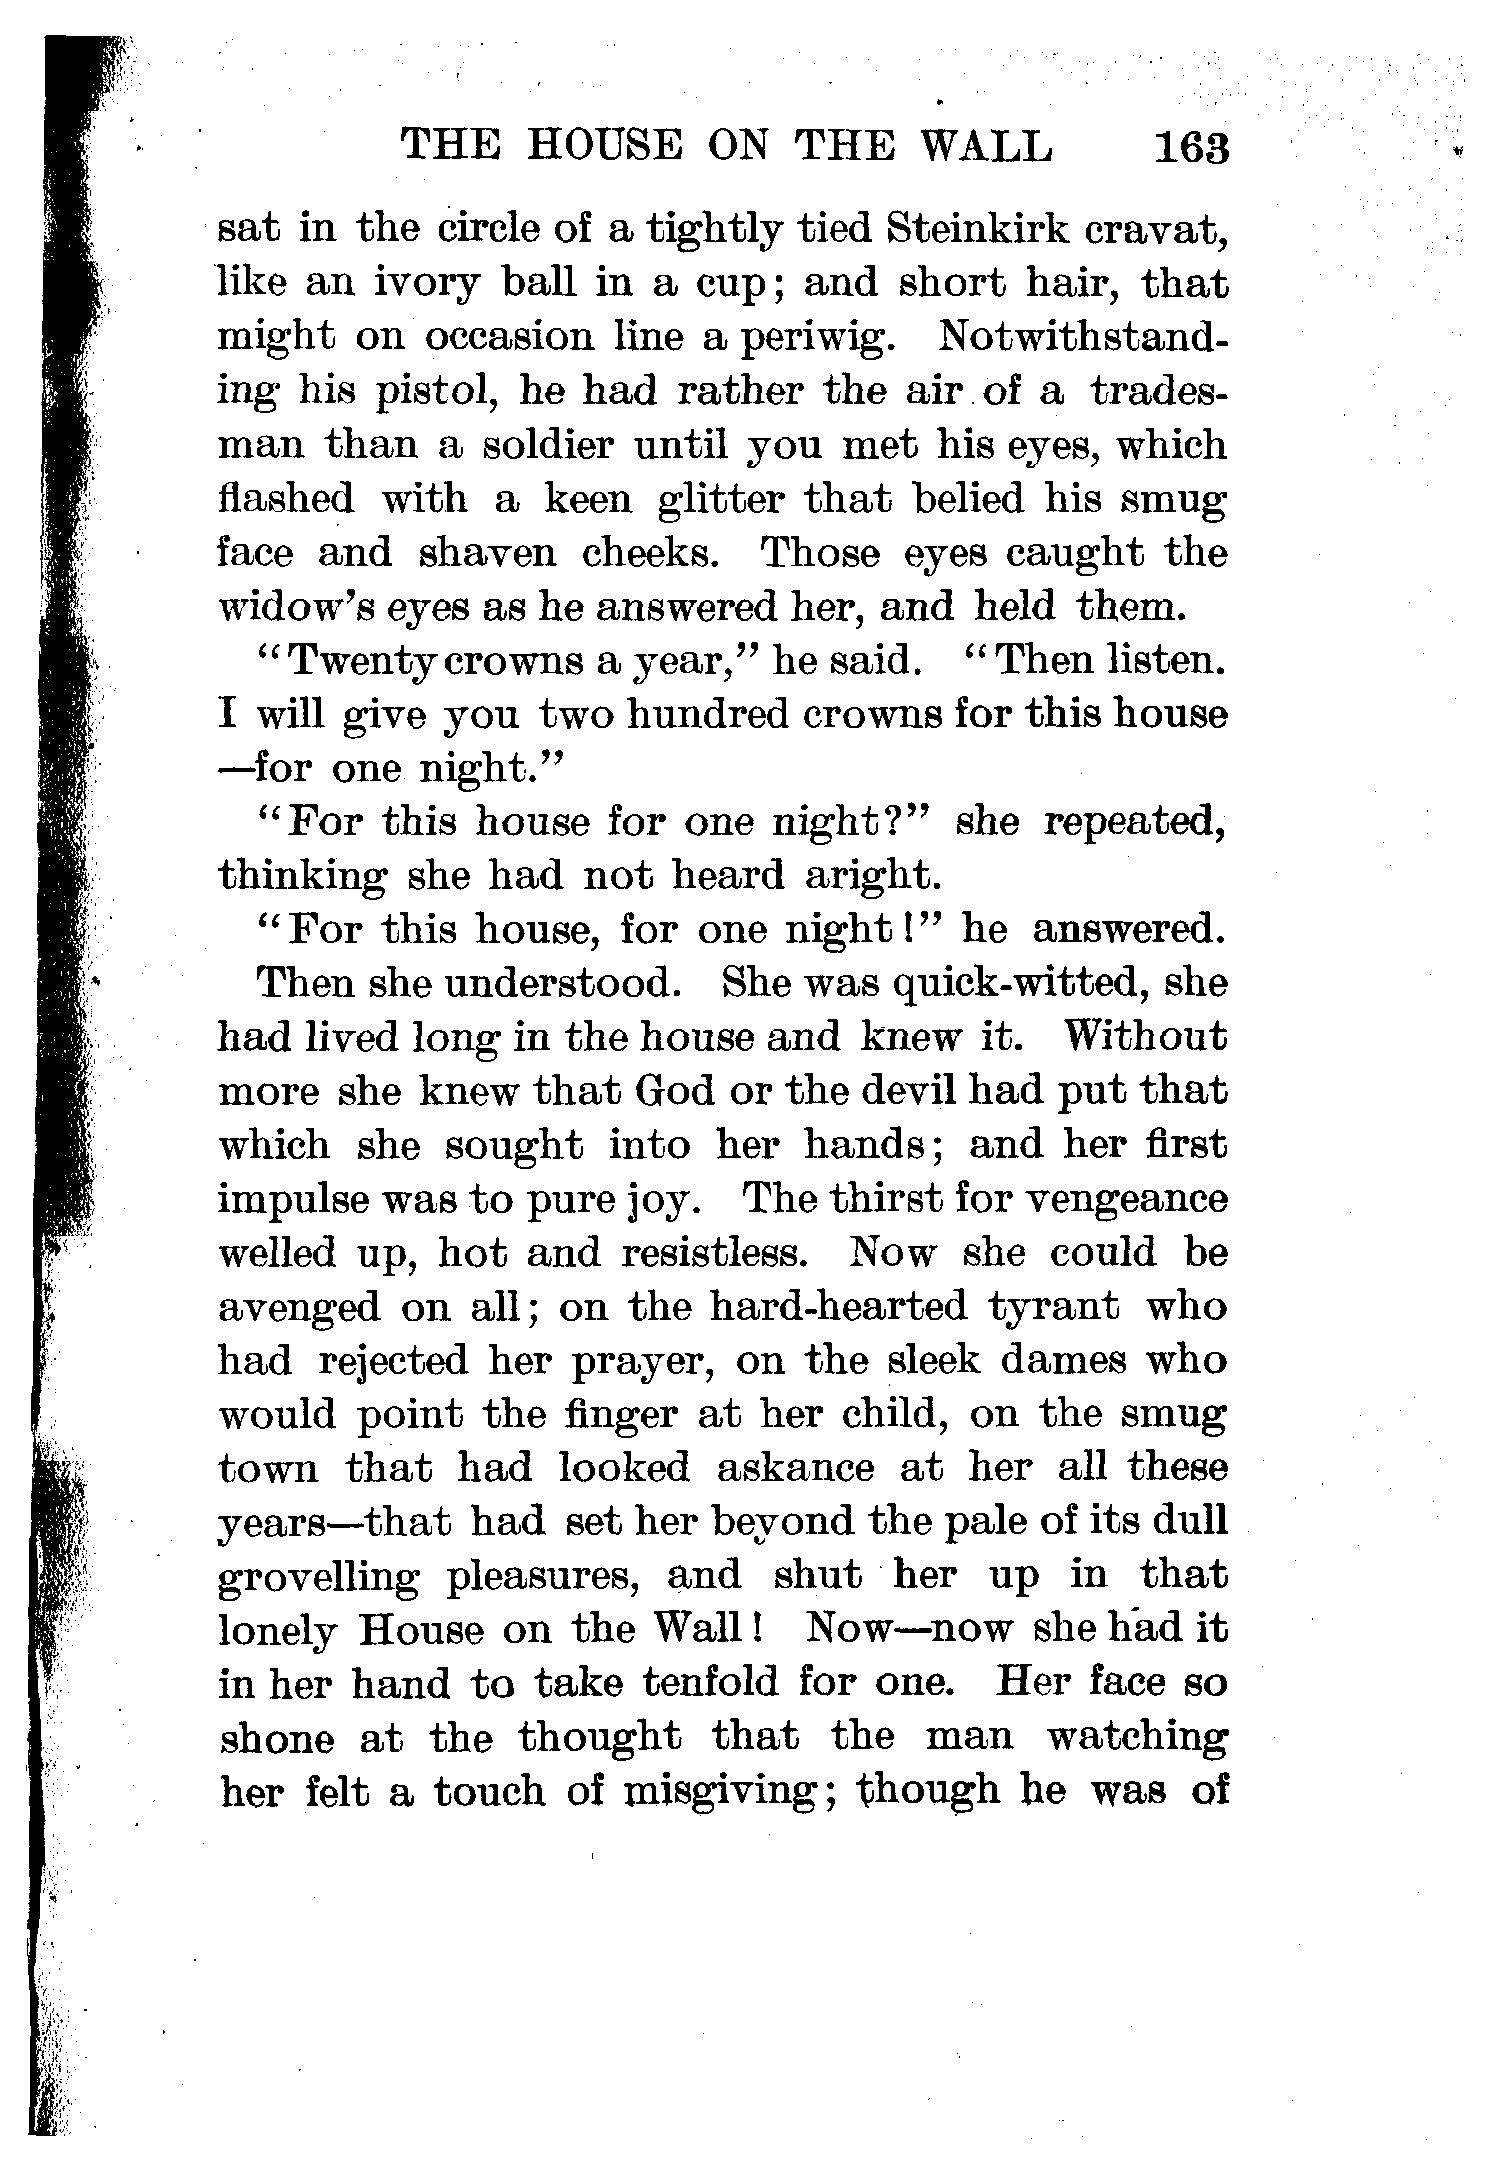 THE HOUSE ON THE WALL 163
sat in the circle of a tightly tied Steinkirk cravat,
like an ivory ball in a cup; and short hair, that
might on occasion line a periwig. Notwithstand-
ing his pistol, he had rather the air of a trades-
man than a soldier until you met his eyes, which
flashed with a keen glitter that belied his smug
face and shaven cheeks. Those eyes caught the
widow's eyes as he answered her, and held them.
"Twenty crowns a year," he said. "Then listen.
I will give you two hundred crowns for this house
—for one night."
"For this house for one night?" she repeated,
thinking she had not heard aright.
"For this house, for one night!" he answered.
Then she understood. She was quick-witted, she
had lived long in the house and knew it. Without
more she knew that God or the devil had put that
which she sought into her hands; and her first
impulse was to pure joy. The thirst for vengeance
welled up, hot and resistless. Now she could be
avenged on all; on the hard-hearted tyrant who
had rejected her prayer, on the sleek dames who
would point the finger at her child, on the smug
town that had looked askance at her all these
years—that had set her beyond the pale of its dull
grovelling pleasures, and shut her up in that
lonely House on the Wall! Now—now she had it
in her hand to take tenfold for one. Her face so
shone at the thought that the man watching
her felt a touch of misgiving; though he was of